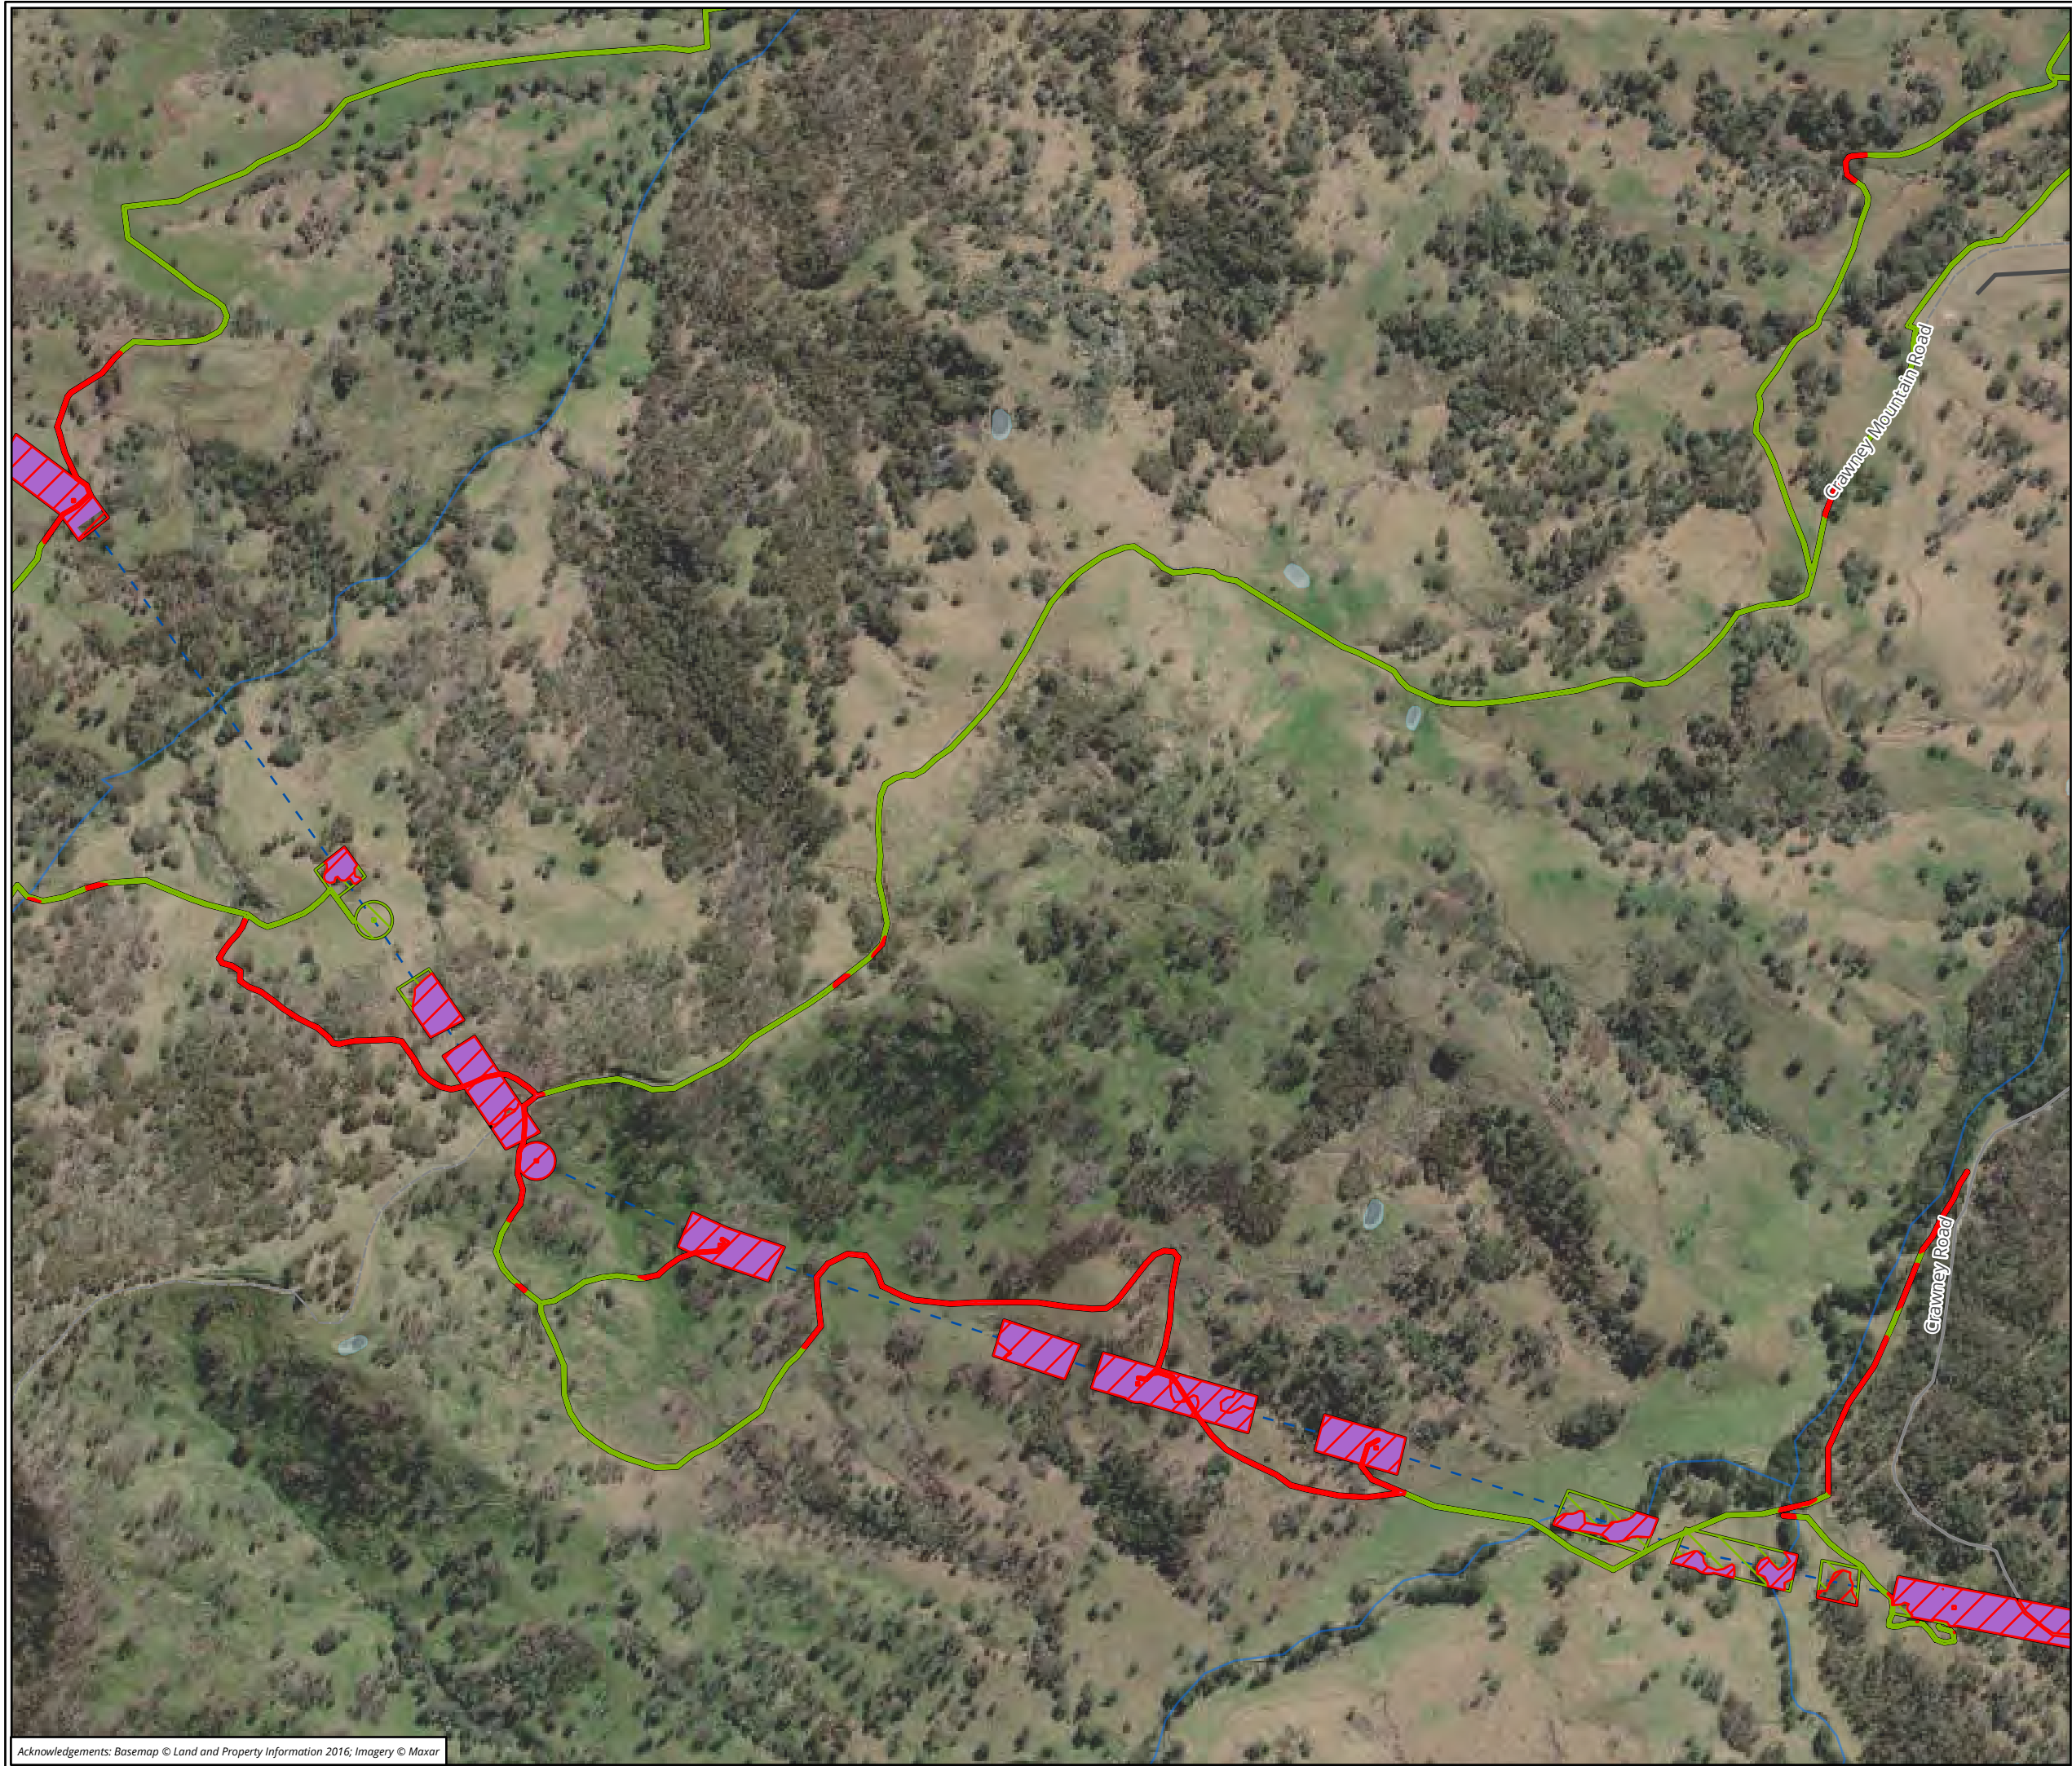 Crawney Mountain Road
Crawney Road
Acknowledgements: Basemap © Land and Property Information 2016; Imagery © Maxar